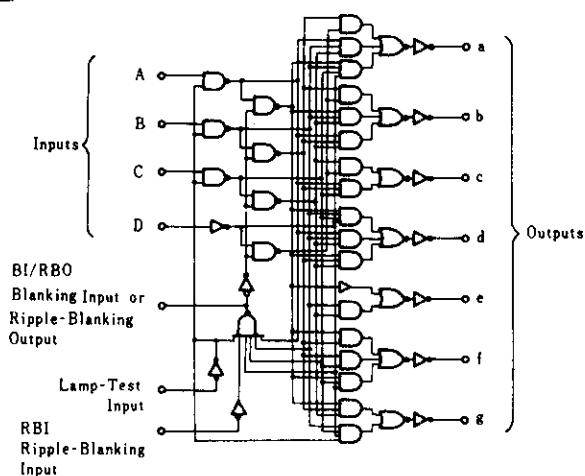 A
B
Inputs
C
D
BI/RBO
Blanking Input or
Ripple-Blanking
Output
Lamp-Test
Input
RBI
Ripple-Blanking
Input
a
b
c
d
Outputs
e
f
g